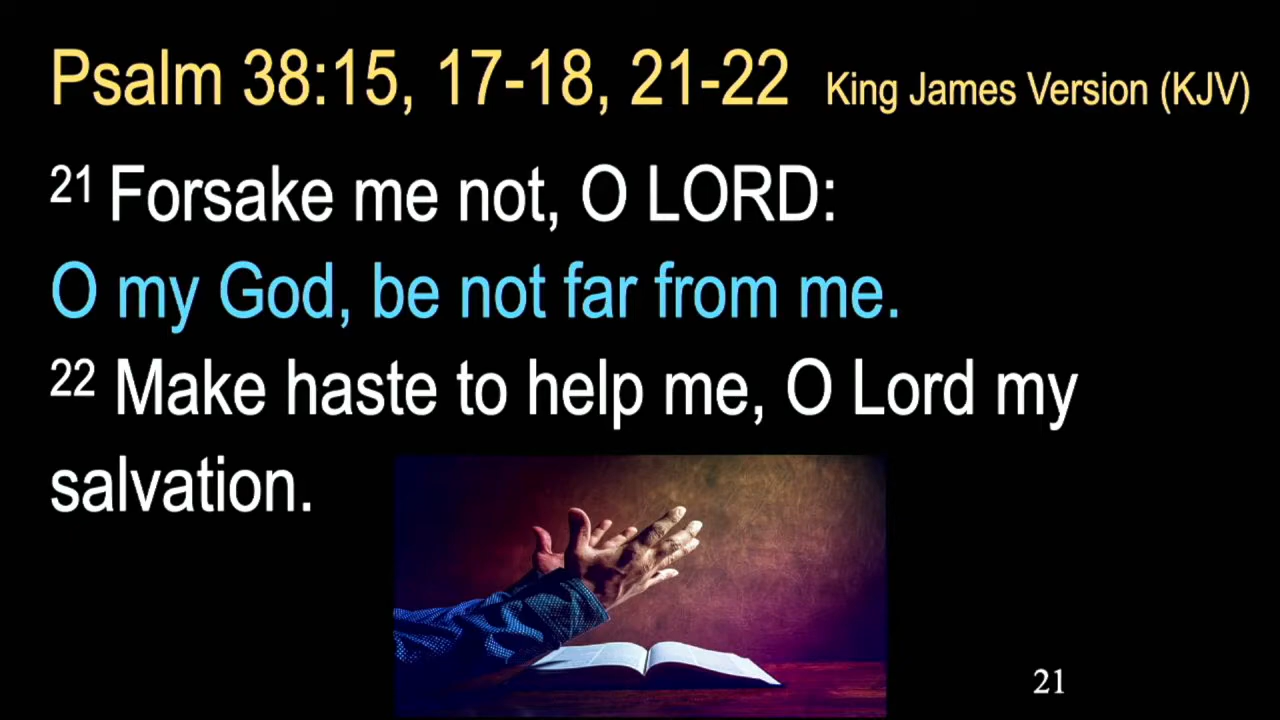 Psalm 38:15, 17-18, 21-22 King James Version (KJV)
21 Forsake me not, O LORD:
O my God, be not far from me.
22 Make haste to help me, O Lord my
salvation.
21